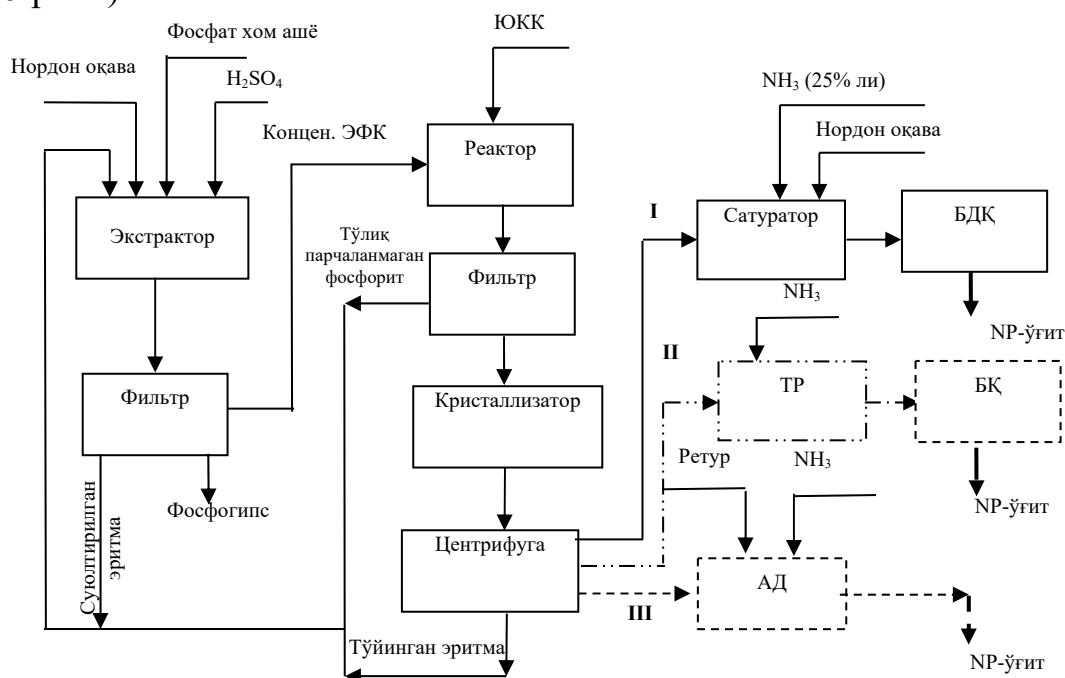 ЮКК
Фосфат хом ашё
Нордон оқава
H₂SO₄
NH₃ (25% ли)
Концен. ЭФК
Реактор
Нордон оқава
I
Сатуратор
БДҚ
Экстрактор
Тўлиқ
парчаланмаган
фосфорит
Фильтр
NH₃
NP-ўғит
II
ТР
БҚ
Фильтр
Кристаллизатор
Ретур
NH₃
Фосфогипс
NP-ўғит
Центрифуга
Суюлтирилган
эритма
АД
III
Тўйинган эритма
NP-ўғит